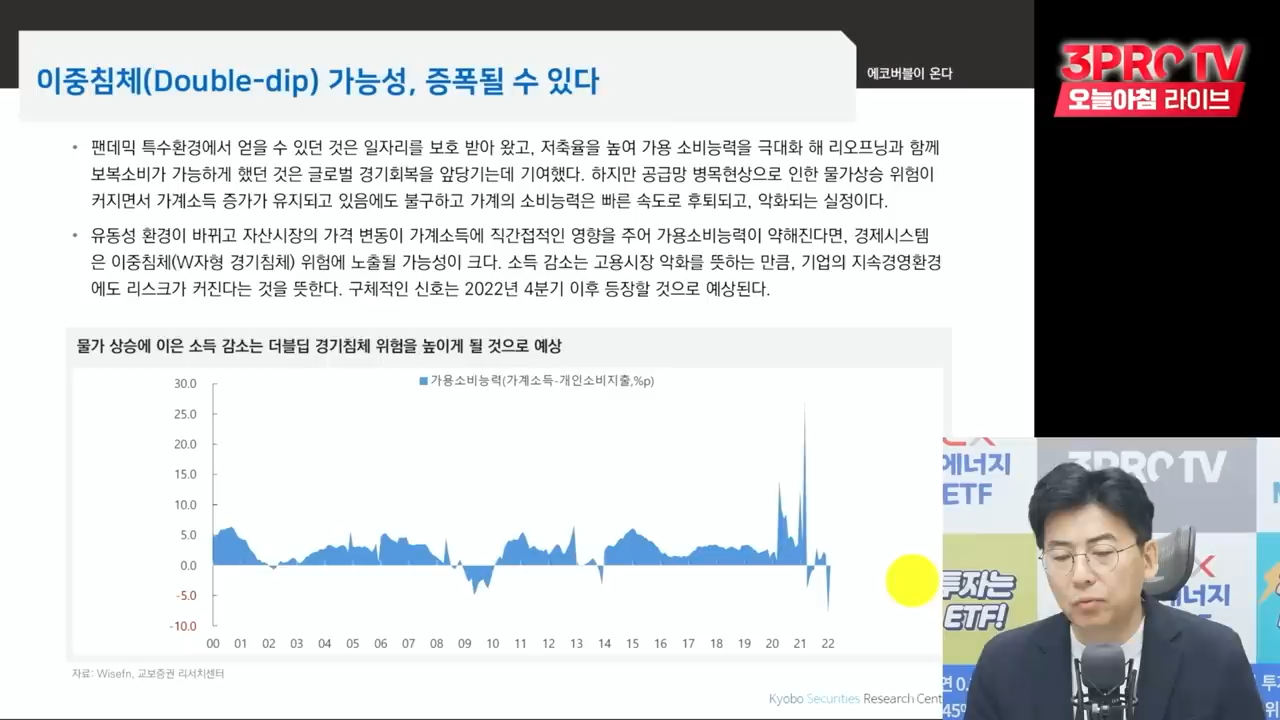 이중침체(Double-dip) 가능성, 증폭될 수 있다
에코버블이 온다
3PRO TV
오늘아침 라이브
• 팬데믹 특수환경에서 얻을 수 있던 것은 일자리를 보호 받아 왔고, 저축율을 높여 가용 소비능력을 극대화 해 리오프닝과 함께
보복소비가 가능하게 했던 것은 글로벌 경기회복을 앞당기는데 기여했다. 하지만 공급망 병목현상으로 인한 물가상승 위험이
커지면서 가계소득 증가가 유지되고 있음에도 불구하고 가계의 소비능력은 빠른 속도로 후퇴되고, 악화되는 실정이다.
• 유동성 환경이 바뀌고 자산시장의 가격 변동이 가계소득에 직간접적인 영향을 주어 가용소비능력이 약해진다면, 경제시스템
은 이중침체(W자형 경기침체) 위험에 노출될 가능성이 크다. 소득 감소는 고용시장 악화를 뜻하는 만큼, 기업의 지속경영환경
에도 리스크가 커진다는 것을 뜻한다. 구체적인 신호는 2022년 4분기 이후 등장할 것으로 예상된다.
물가 상승에 이은 소득 감소는 더블딥 경기침체 위험을 높이게 될 것으로 예상
가용소비능력(가계소득-개인소비지출,%p)
30.0
25.0
20.0
15.0
10.0
5.0
0.0
-5.0
-10.0
00 01 02 03 04 05 06 07 08 09 10 11 12 13 14 15 16 17 18 19 20 21 22
자료: Wisefn, 교보증권 리서치센터
Kyobo Securities Research Cent
에너지
ETF
3PRO TV
투자는
ETF!
에너지
연 0.
45%
투자
위